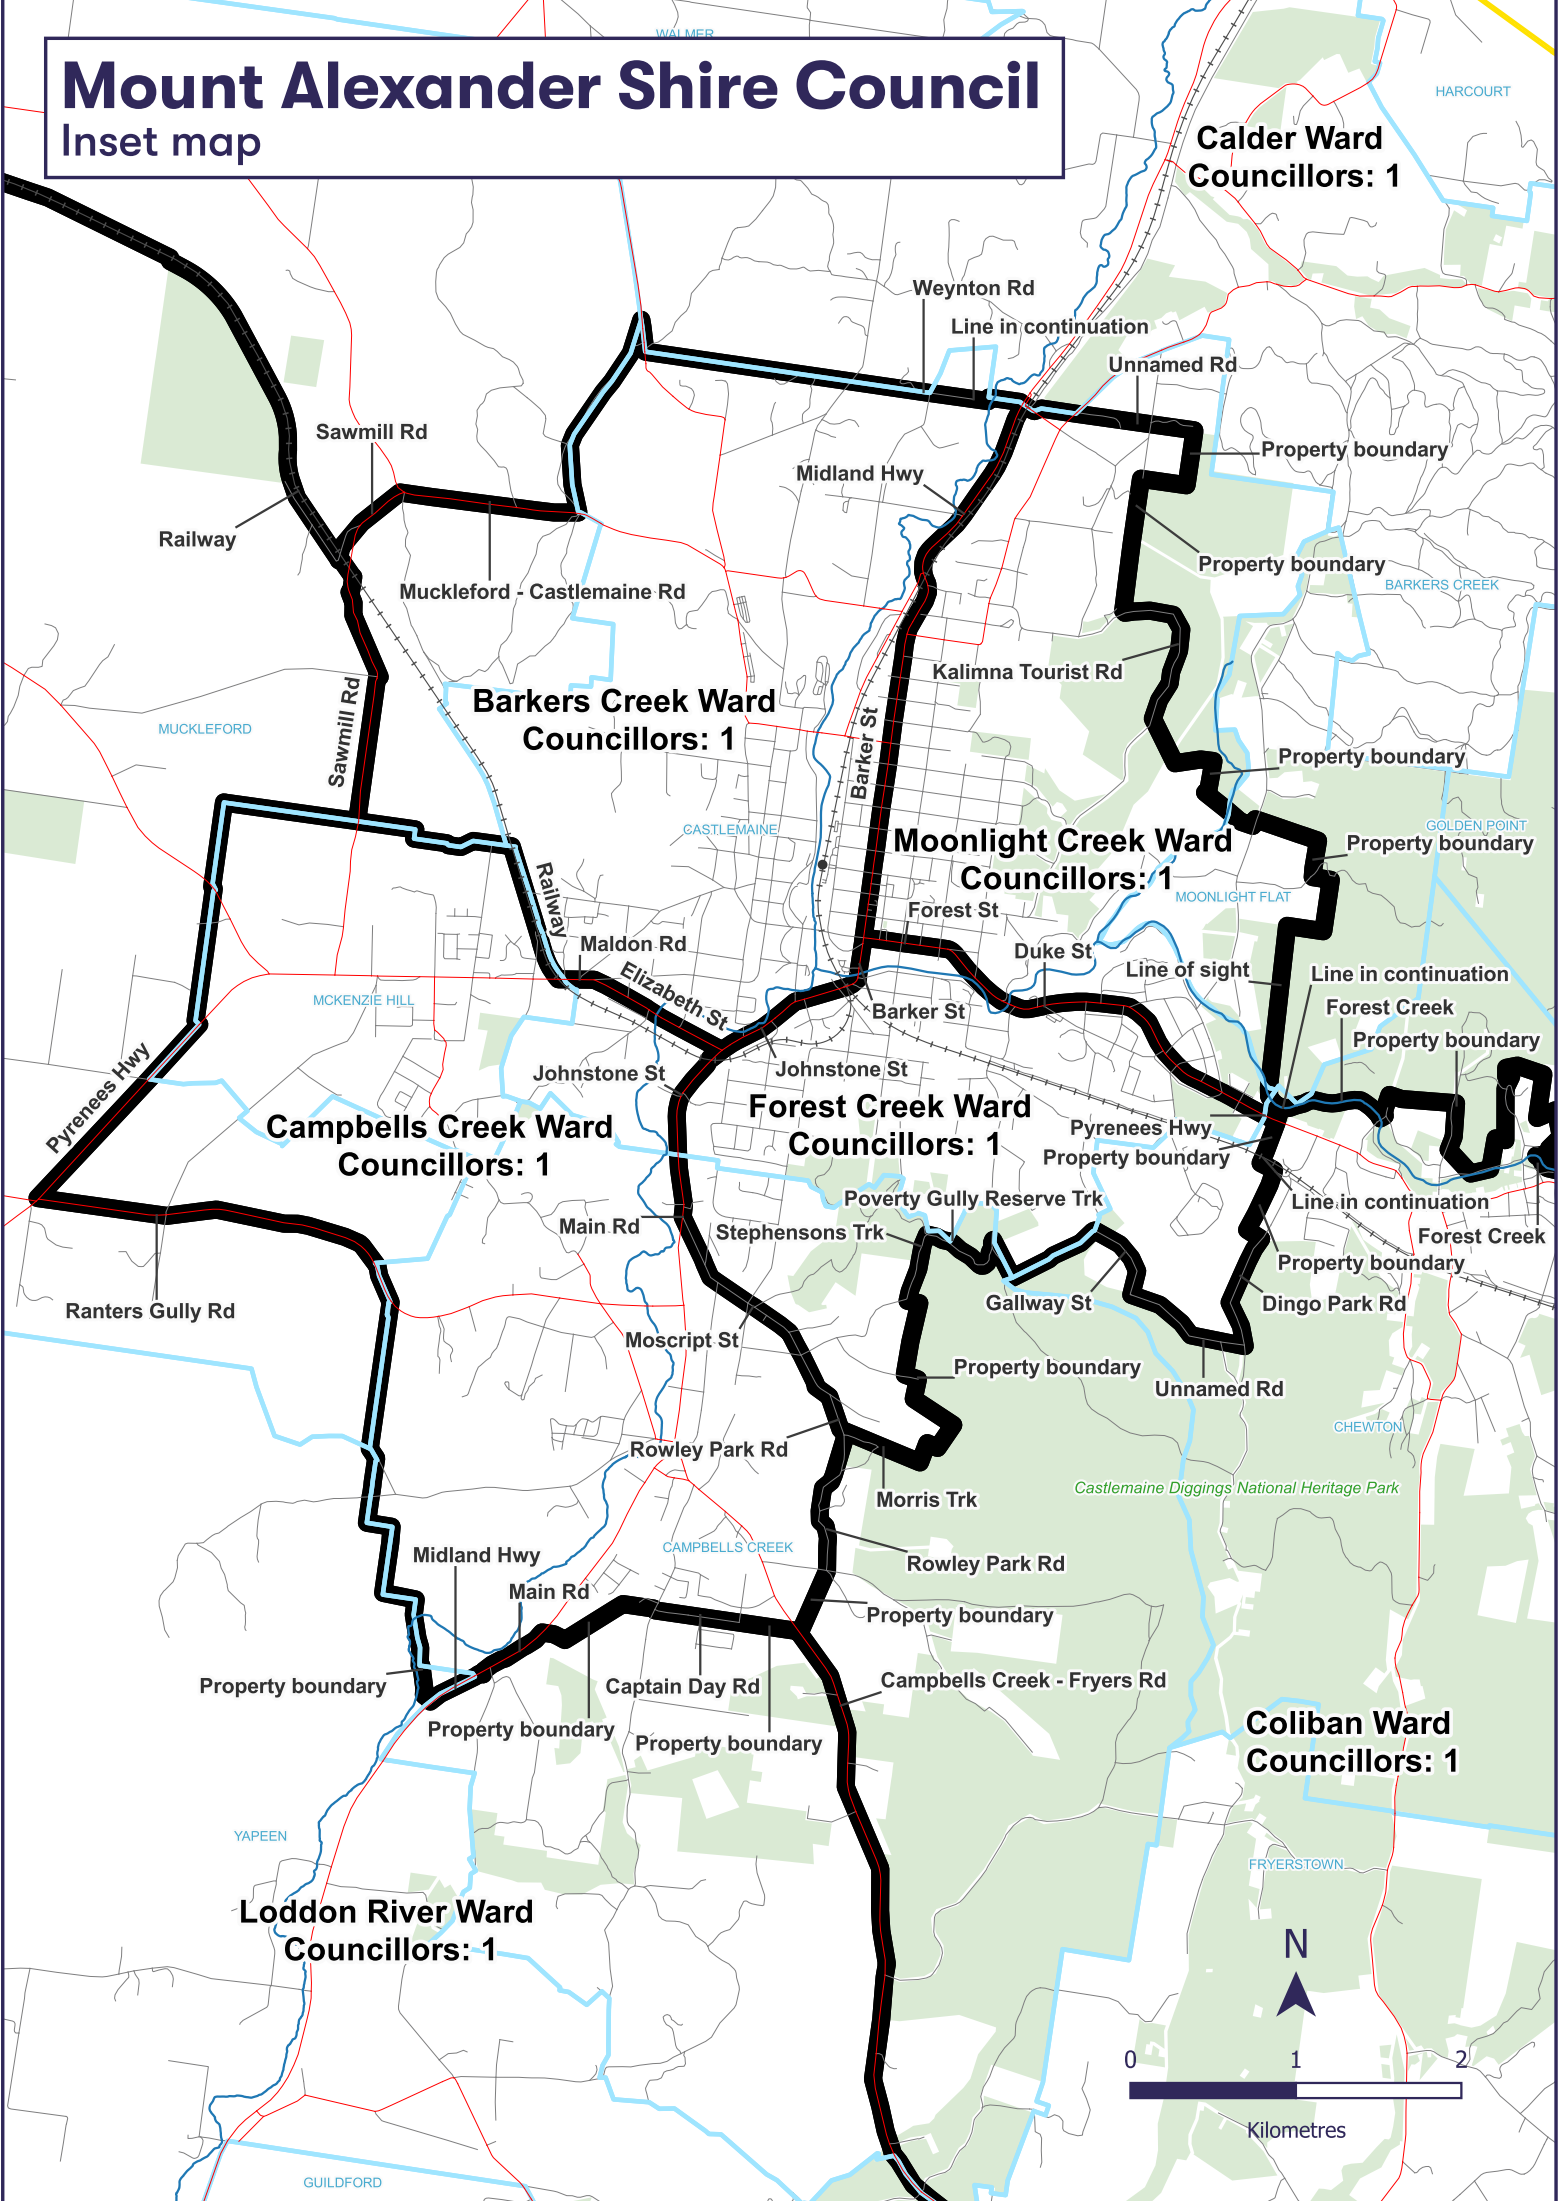 WALMER
Mount Alexander Shire Council
Inset map
HARCOURT
Calder Ward
Councillors: 1
Weynton Rd
Line in continuation
Unnamed Rd
Sawmill Rd
Property boundary
Midland Hwy
Railway
Property boundary
BARKERS CREEK
Muckleford - Castlemaine Rd
Kalimna Tourist Rd
Sawmill Rd
Barkers Creek Ward
Councillors: 1
MUCKLEFORD
Barker St
Property boundary
CASTLEMAINE
Moonlight Creek Ward
Councillors: 1
GOLDEN POINT
Property boundary
MOONLIGHT FLAT
Railway
Forest St
Maldon Rd
Duke St
Elizabeth St
Line of sight
Line in continuation
MCKENZIE HILL
Barker St
Forest Creek
Property boundary
Pyrenees Hwy
Johnstone St
Johnstone St
Forest Creek Ward
Councillors: 1
Campbells Creek Ward
Councillors: 1
Pyrenees Hwy
Property boundary
Poverty Gully Reserve Trk
Line in continuation
Main Rd
Stephensons Trk
Forest Creek
Property boundary
Ranters Gully Rd
Gallway St
Dingo Park Rd
Moscript St
Property boundary
Unnamed Rd
CHEWTON
Rowley Park Rd
Castlemaine Diggings National Heritage Park
Morris Trk
CAMPBELLS CREEK
Midland Hwy
Rowley Park Rd
Main Rd
Property boundary
Property boundary
Captain Day Rd
Campbells Creek - Fryers Rd
Property boundary
Property boundary
Coliban Ward
Councillors: 1
YAPEEN
FRYERSTOWN
Loddon River Ward
Councillors: 1
N
0 1 2
Kilometres
GUILDFORD